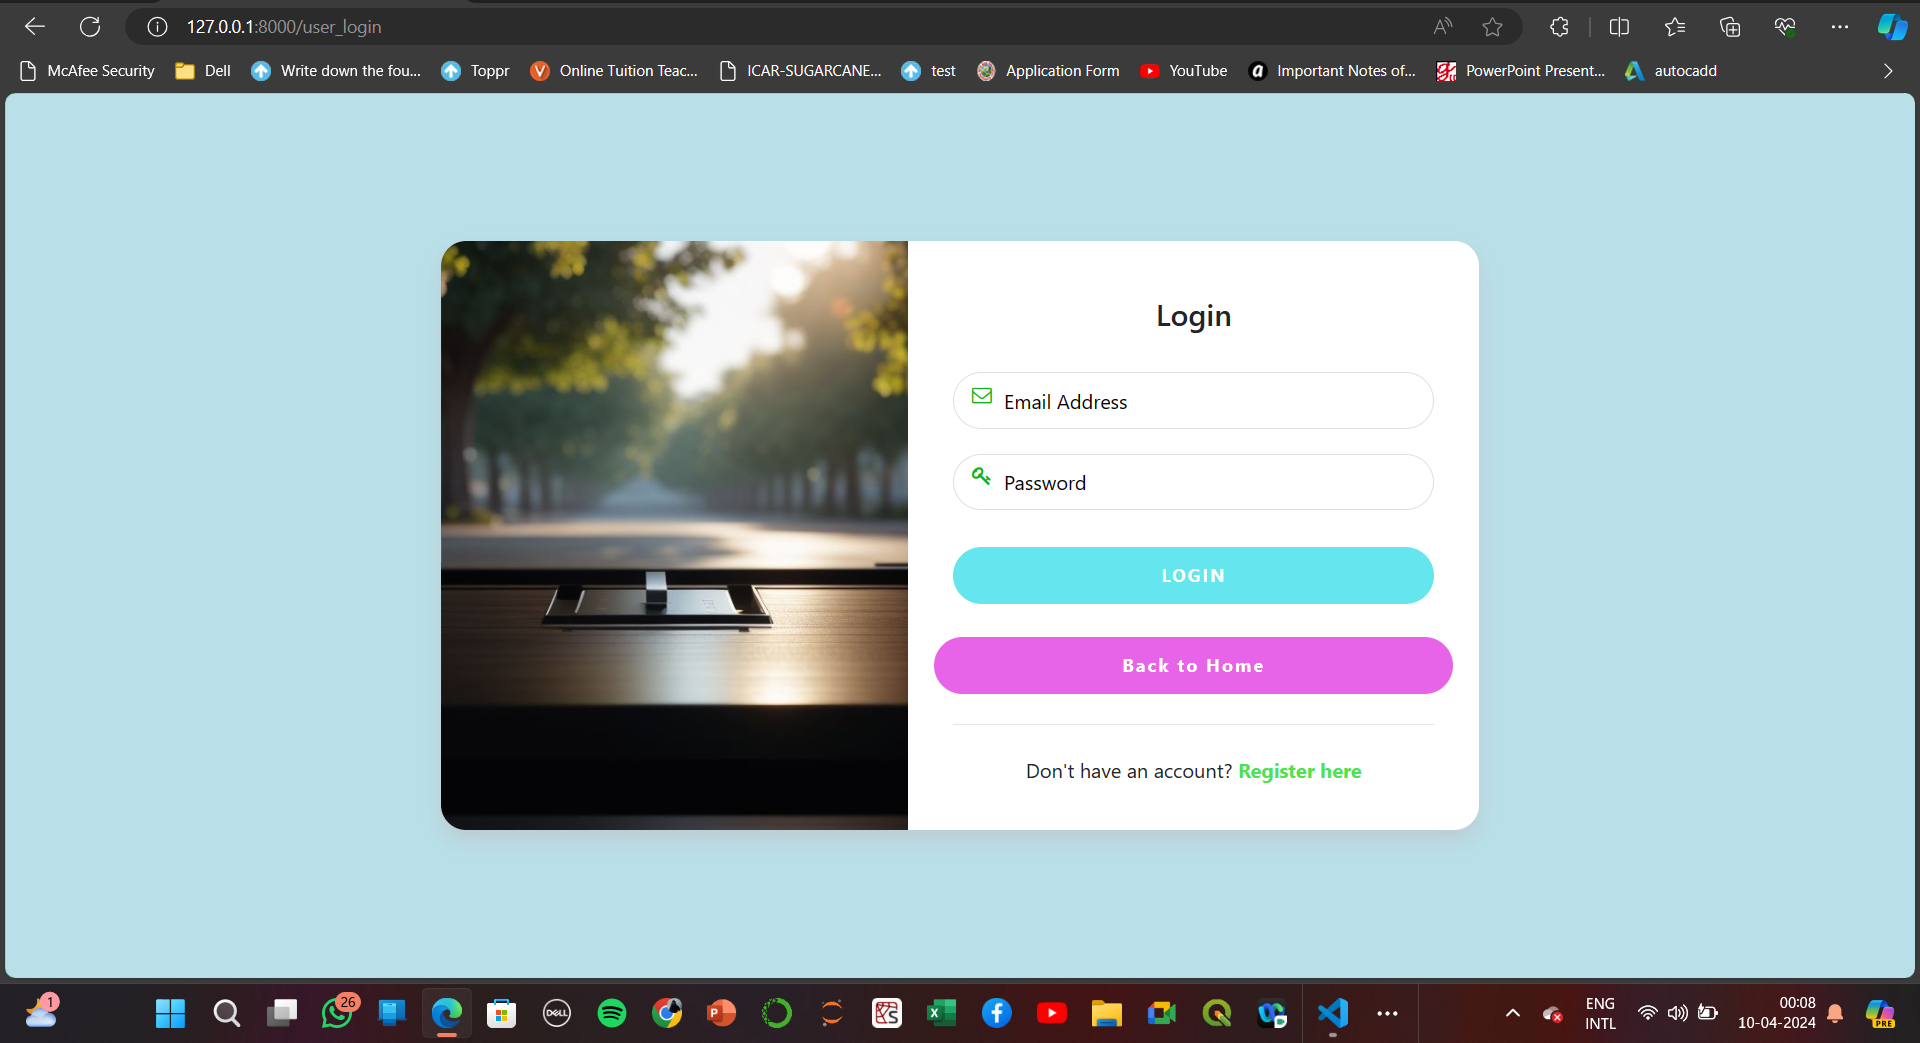 127.0.0.1:8000/user_login
McAfee Security Dell Write down the fou... Toppr Online Tuition Teac... ICAR-SUGARCANE... test Application Form YouTube Important Notes of... PowerPoint Present... autocadd
Login
Email Address
Password
LOGIN
Back to Home
Don't have an account? Register here
1
26
DELL
ENG
INTL
00:08
10-04-2024
PRE